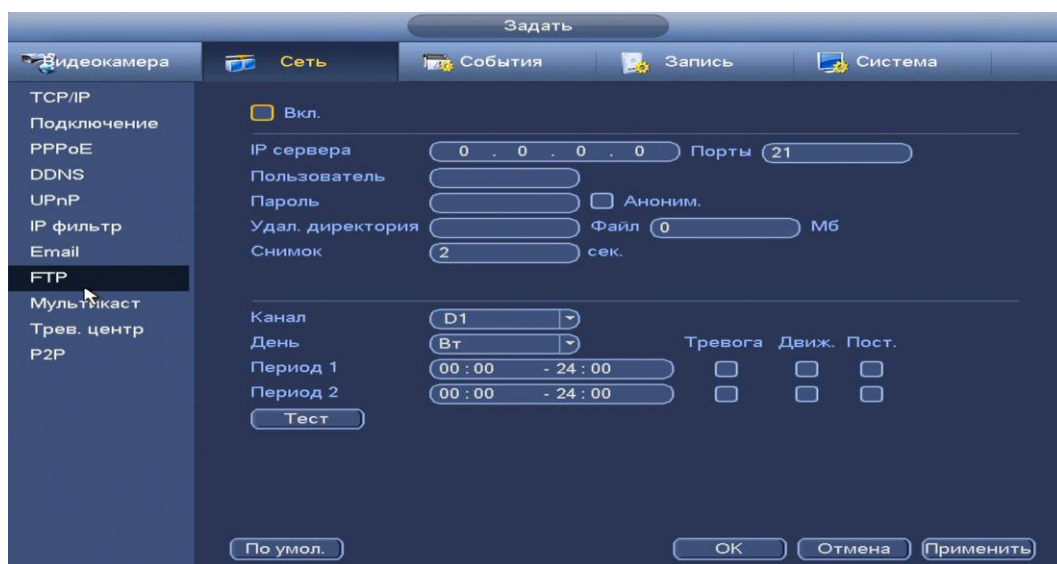 Задать
Видеокамера Сеть События Запись Система
TCP/IP
Подключение
PPPoE
DDNS
UPnP
IP фильтр
Email
FTP
Мультикаст
Трев. центр
P2P
Вкл.
IP сервера 0 . 0 . 0 . 0 Порты 21
Пользователь
Пароль Аноним.
Удал. директория Файл 0 Мб
Снимок 2 сек.
Канал D1
День Вт Тревога Движ. Пост.
Период 1 00 : 00 - 24 : 00
Период 2 00 : 00 - 24 : 00
Тест
По умол. OK Отмена Применить